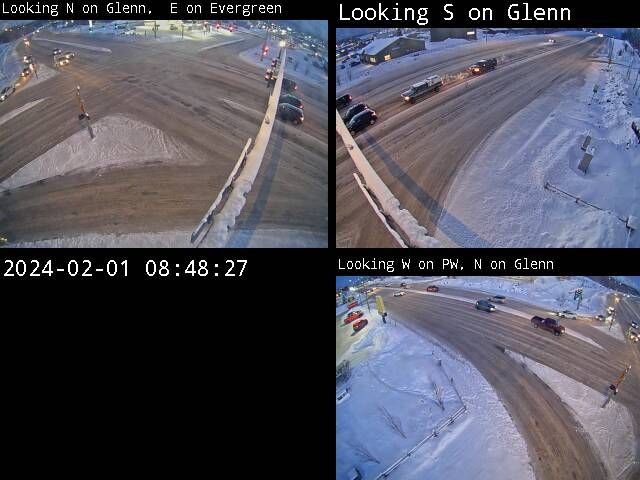 Looking N on Glenn,  E on Evergreen
Looking S on Glenn
2024-02-01 08:48:27
Looking W on PW, N on Glenn